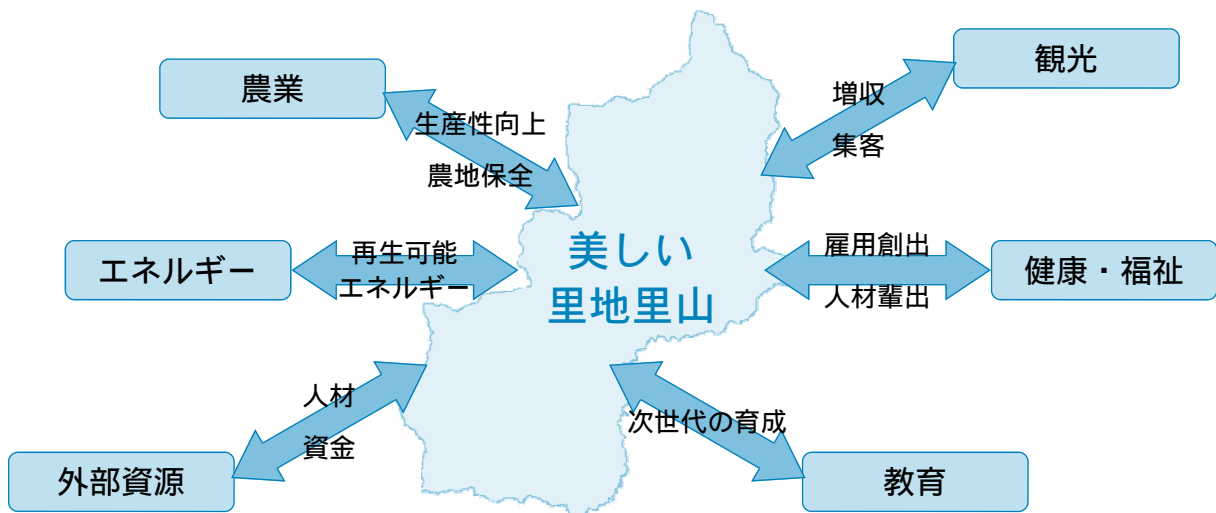 農業
生産性向上
農地保全
観光
増収
集客
エネルギー
再生可能
エネルギー
美しい
里地里山
雇用創出
人材輩出
健康・福祉
外部資源
人材
資金
次世代の育成
教育